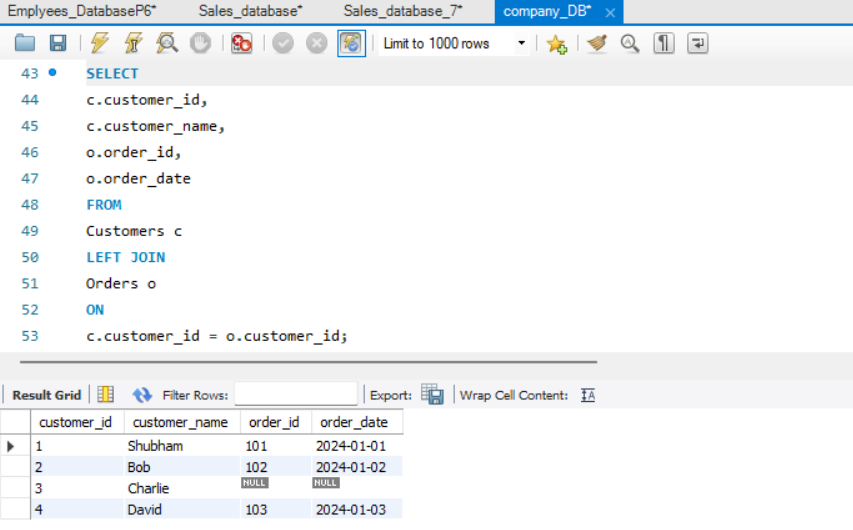 Emplyees_DatabaseP6* Sales_database* Sales_database_7* company_DB* ×
Limit to 1000 rows
43 SELECT
44 c.customer_id,
45 c.customer_name,
46 o.order_id,
47 o.order_date
48 FROM
49 Customers c
50 LEFT JOIN
51 Orders o
52 ON
53 c.customer_id = o.customer_id;
Result Grid Filter Rows: Export: Wrap Cell Content: IA
customer_id customer_name order_id order_date
1 Shubham 101 2024-01-01
2 Bob 102 2024-01-02
3 Charlie NULL NULL
4 David 103 2024-01-03